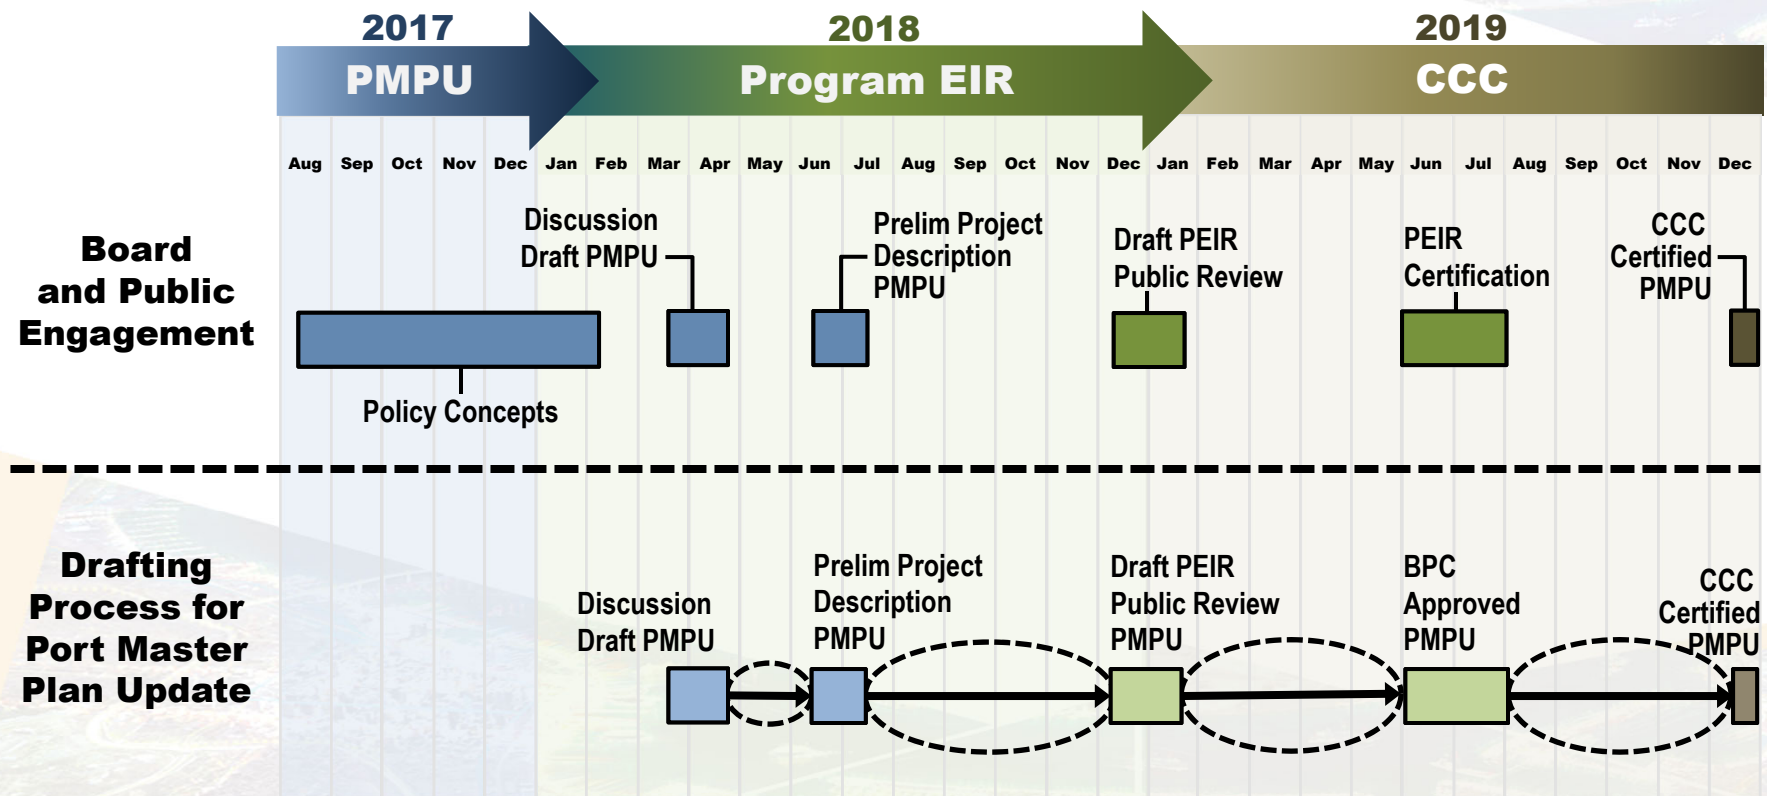 2017
2018
2019
PMPU
Program EIR
CCC
Aug Sep Oct Nov Dec Jan Feb Mar Apr May Jun Jul Aug Sep Oct Nov Dec Jan Feb Mar Apr May Jun Jul Aug Sep Oct Nov Dec
Board
and Public
Engagement
Discussion
Draft PMPU
Prelim Project
Description
PMPU
Draft PEIR
Public Review
PEIR
Certification
CCC
Certified
PMPU
Policy Concepts
Drafting
Process for
Port Master
Plan Update
Discussion
Draft PMPU
Prelim Project
Description
PMPU
Draft PEIR
Public Review
PMPU
BPC
Approved
PMPU
CCC
Certified
PMPU